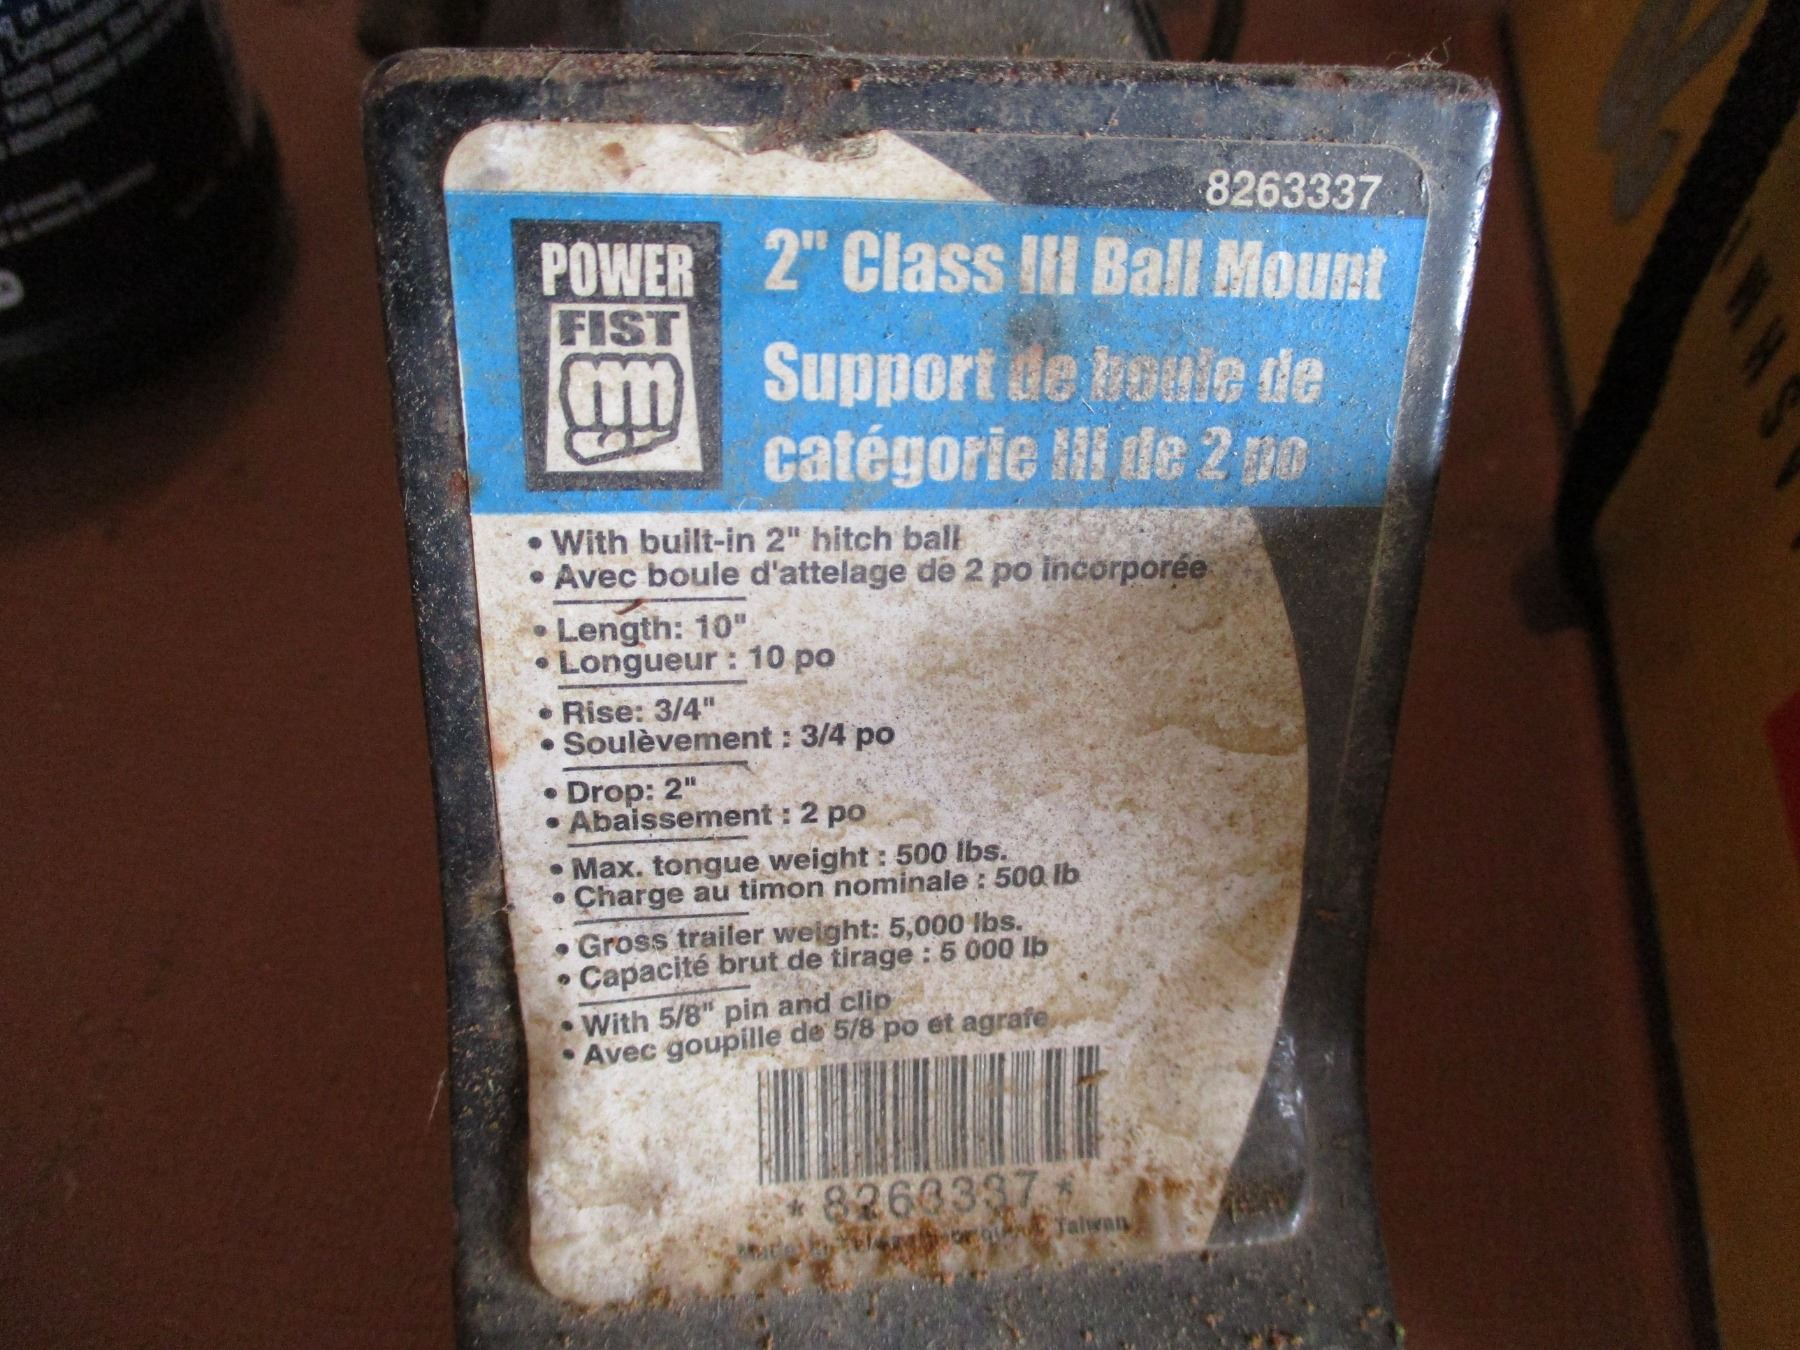 8263337
POWER
FIST
2" Class III Ball Mount
Support de boule de
catégorie III de 2 po
• With built-in 2" hitch ball
• Avec boule d'attelage de 2 po incorporée
• Length: 10"
• Longueur : 10 po
• Rise: 3/4"
• Soulèvement : 3/4 po
• Drop: 2"
• Abaissement : 2 po
• Max. tongue weight : 500 lbs.
• Charge au timon nominale : 500 lb
• Gross trailer weight: 5,000 lbs.
• Capacité brut de tirage : 5 000 lb
• With 5/8" pin and clip
• Avec goupille de 5/8 po et agrafe
*8263337*
Made in Taiwan